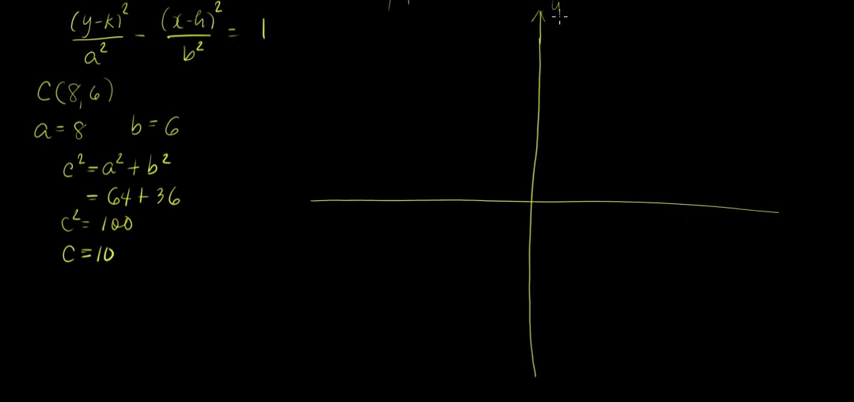 (y-k)²/a² - (x-h)²/b² = 1
C(8,6)
a = 8 b = 6
c² = a² + b²
= 64 + 36
c² = 100
c = 10
y